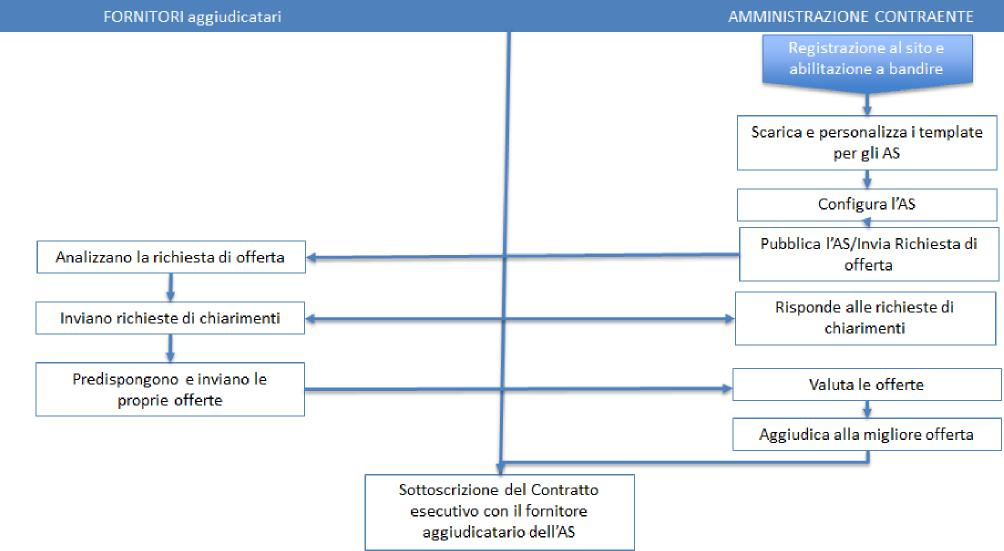 FORNITORI aggiudicatari
AMMINISTRAZIONE CONTRAENTE
Registrazione al sito e
abilitazione a bandire
Scarica e personalizza i template
per gli AS
Configura l'AS
Pubblica l'AS/Invia Richiesta di
offerta
Analizzano la richiesta di offerta
Inviano richieste di chiarimenti
Risponde alle richieste di
chiarimenti
Predispongono e inviano le
proprie offerte
Valuta le offerte
Aggiudica alla migliore offerta
Sottoscrizione del Contratto
esecutivo con il fornitore
aggiudicatario dell'AS